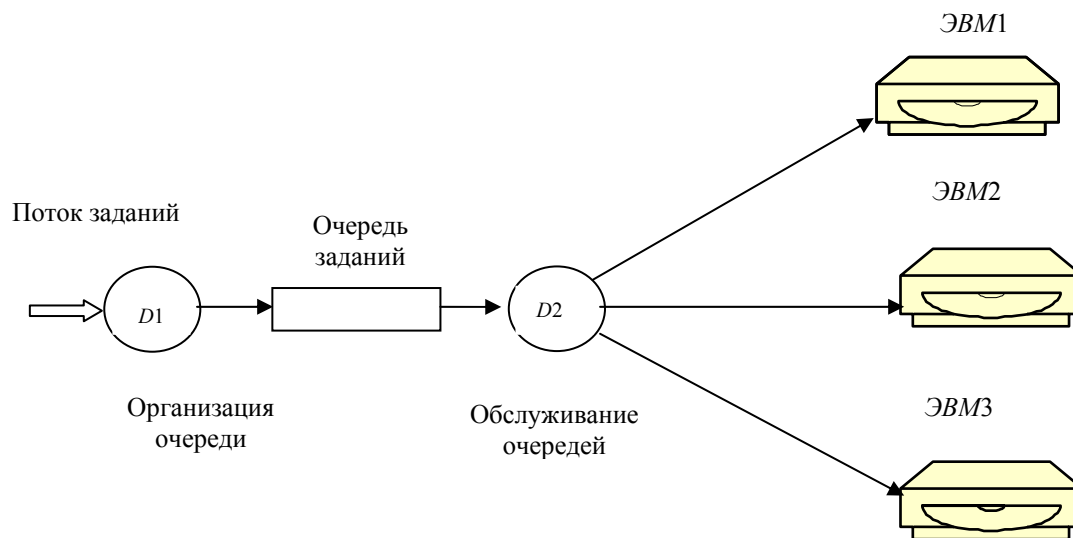 ЭВМ1
ЭВМ2
Поток заданий
Очередь
заданий
D1
D2
Организация
очереди
Обслуживание
очередей
ЭВМ3